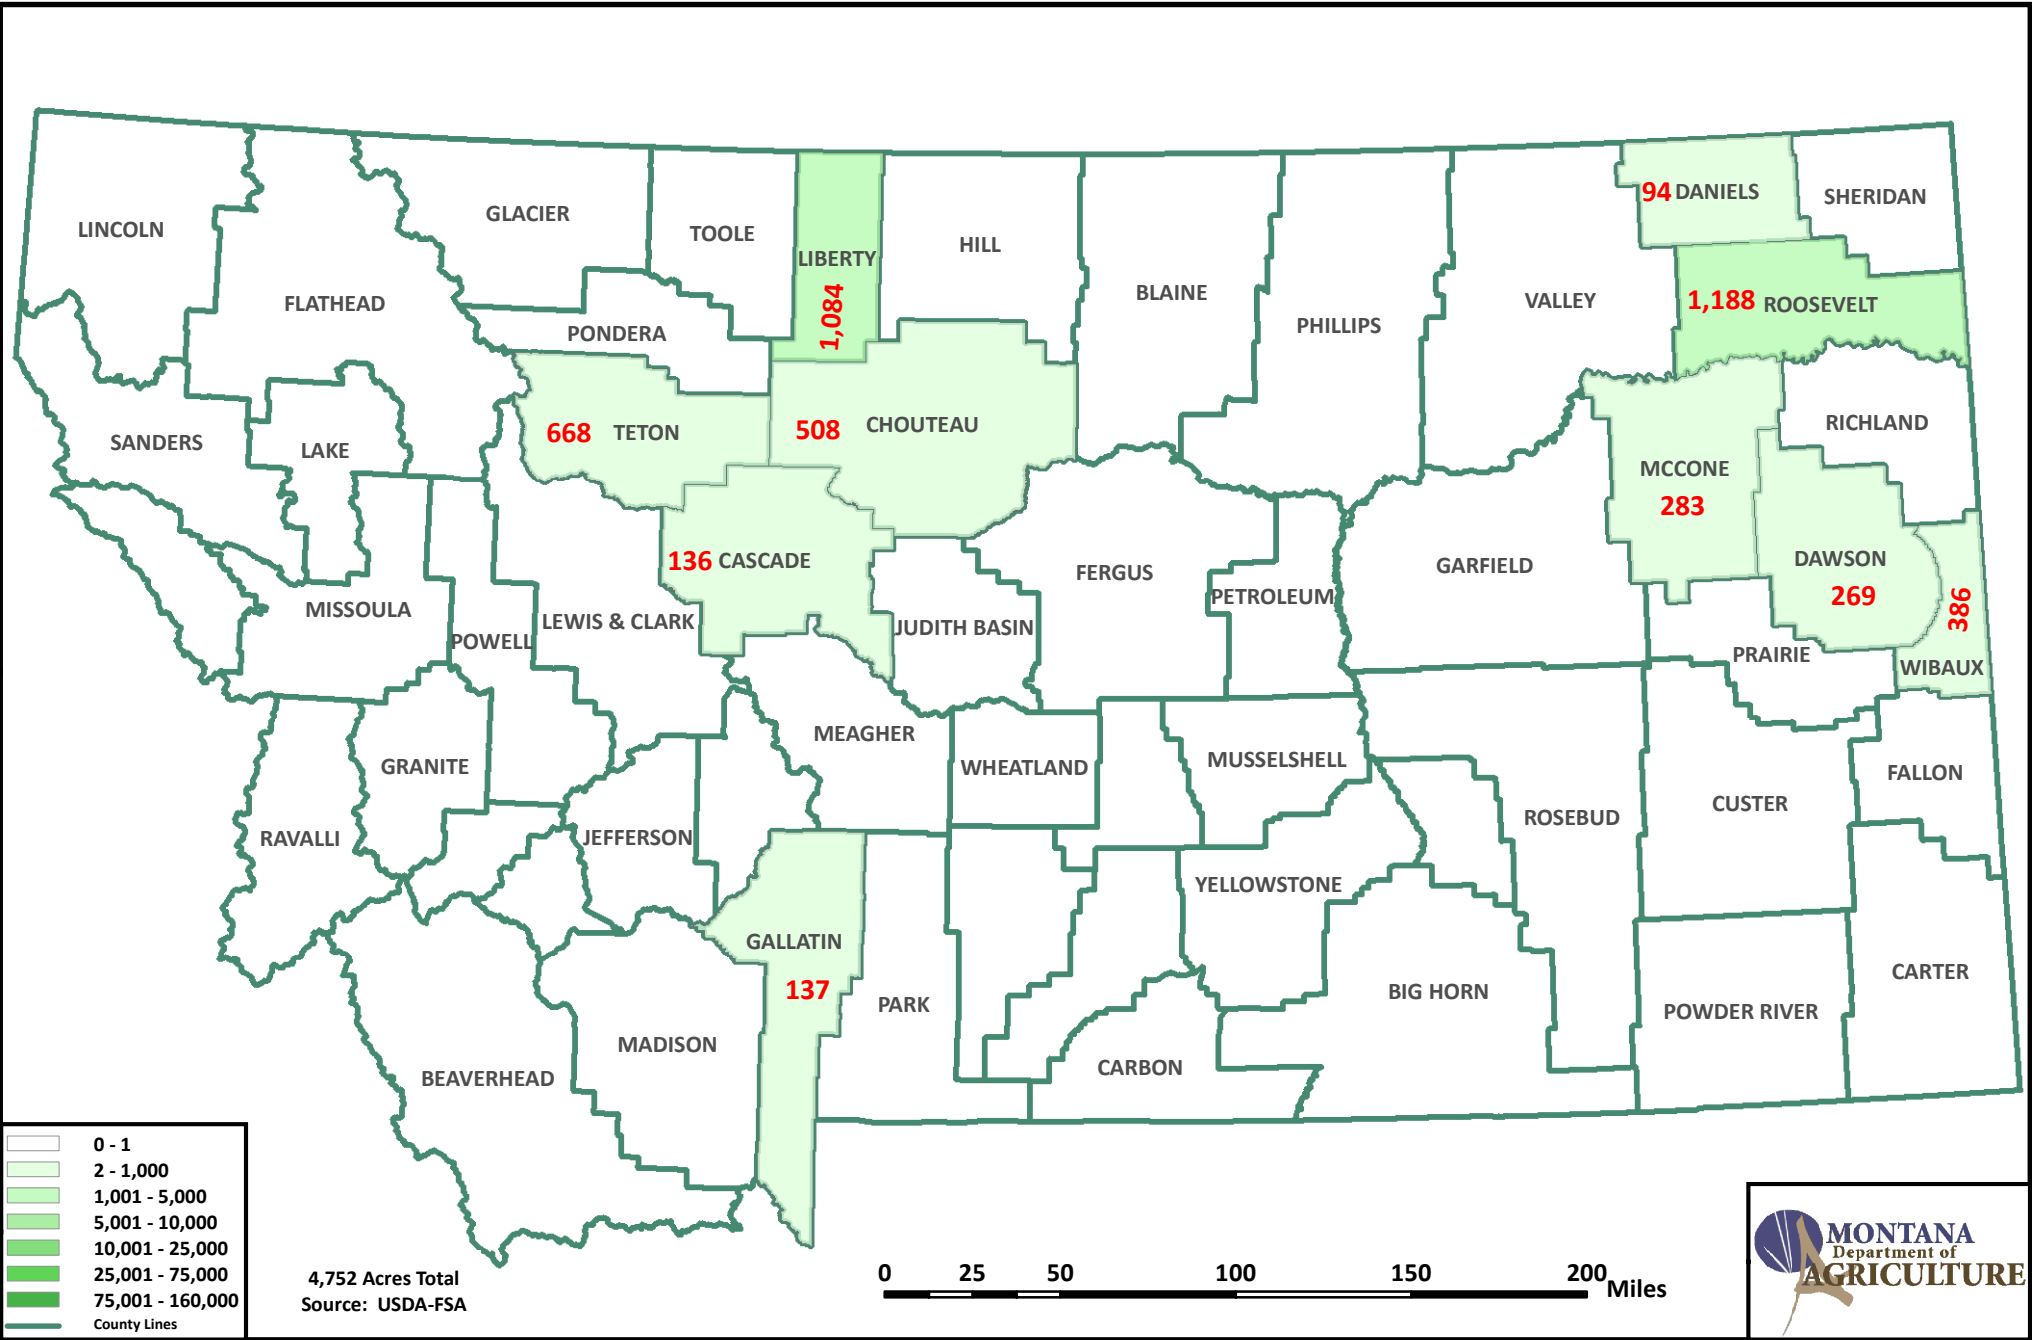 LINCOLN
FLATHEAD
GLACIER
TOOLE
LIBERTY
1,084
HILL
BLAINE
PHILLIPS
VALLEY
94 DANIELS
SHERIDAN
1,188 ROOSEVELT
PONDERA
SANDERS
LAKE
668 TETON
508 CHOUTEAU
RICHLAND
MCCONE
283
136 CASCADE
FERGUS
PETROLEUM
GARFIELD
DAWSON
269
386
WIBAUX
MISSOULA
POWELL
LEWIS & CLARK
JUDITH BASIN
PRAIRIE
GRANITE
MEAGHER
WHEATLAND
MUSSELSHELL
ROSEBUD
CUSTER
FALLON
RAVALLI
JEFFERSON
YELLOWSTONE
GALLATIN
137
PARK
BIG HORN
CARTER
POWDER RIVER
MADISON
BEAVERHEAD
CARBON
0 - 1
2 - 1,000
1,001 - 5,000
5,001 - 10,000
10,001 - 25,000
25,001 - 75,000
75,001 - 160,000
County Lines
4,752 Acres Total
Source: USDA-FSA
0 25 50 100 150 200 Miles
MONTANA
Department of
AGRICULTURE